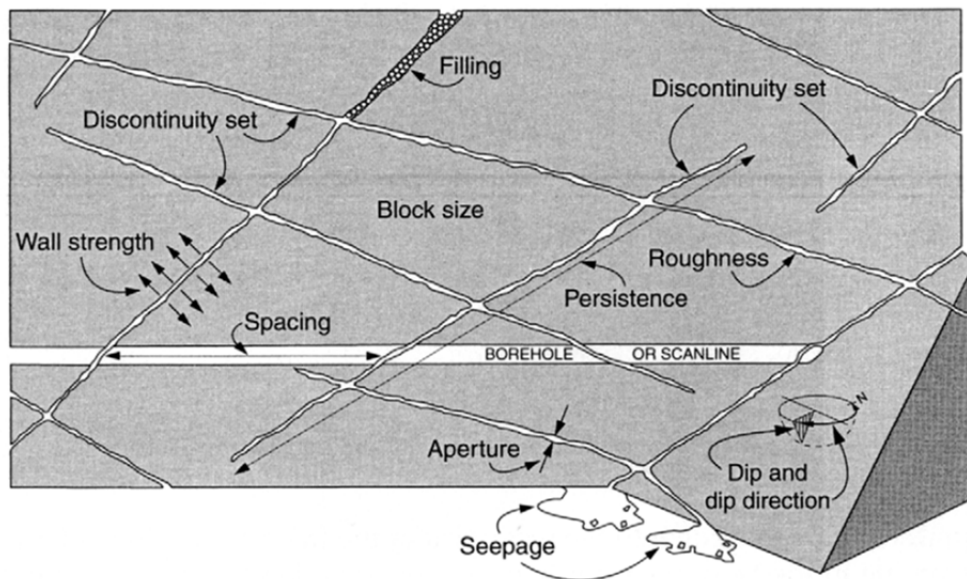 Filling
Discontinuity set
Discontinuity set
Block size
Wall strength
Roughness
Persistence
Spacing
BOREHOLE OR SCANLINE
N
Aperture
Dip and
dip direction
Seepage